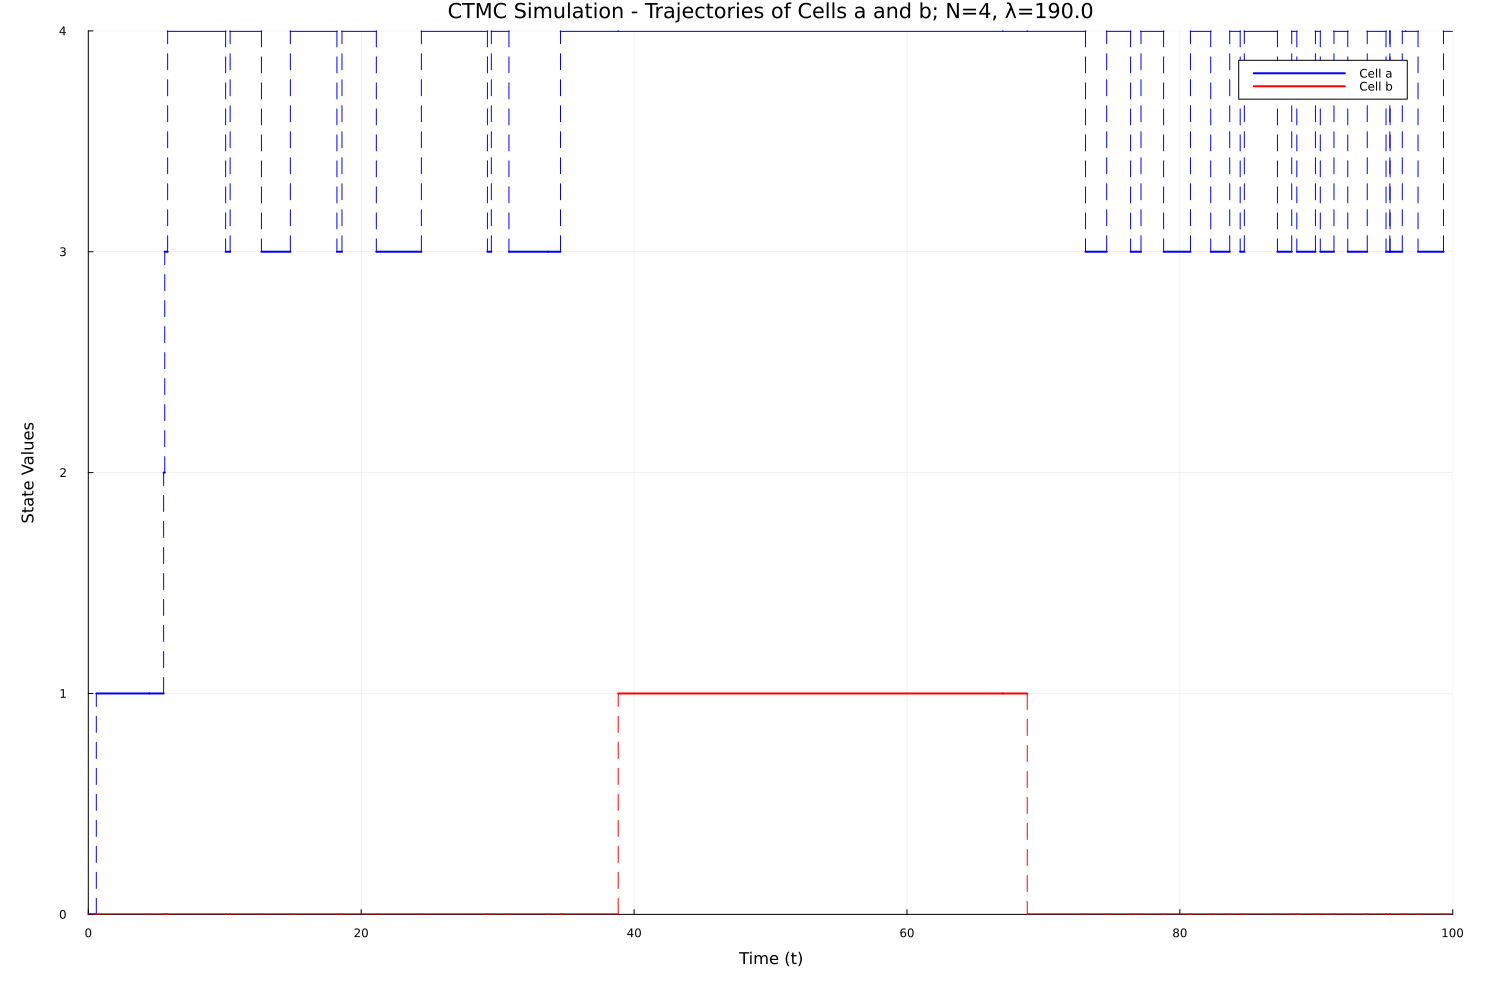 CTMC Simulation - Trajectories of Cells a and b; N=4, λ=190.0
4
Cell a
Cell b
3
State Values
2
1
0
0 20 40 60 80 100
Time (t)